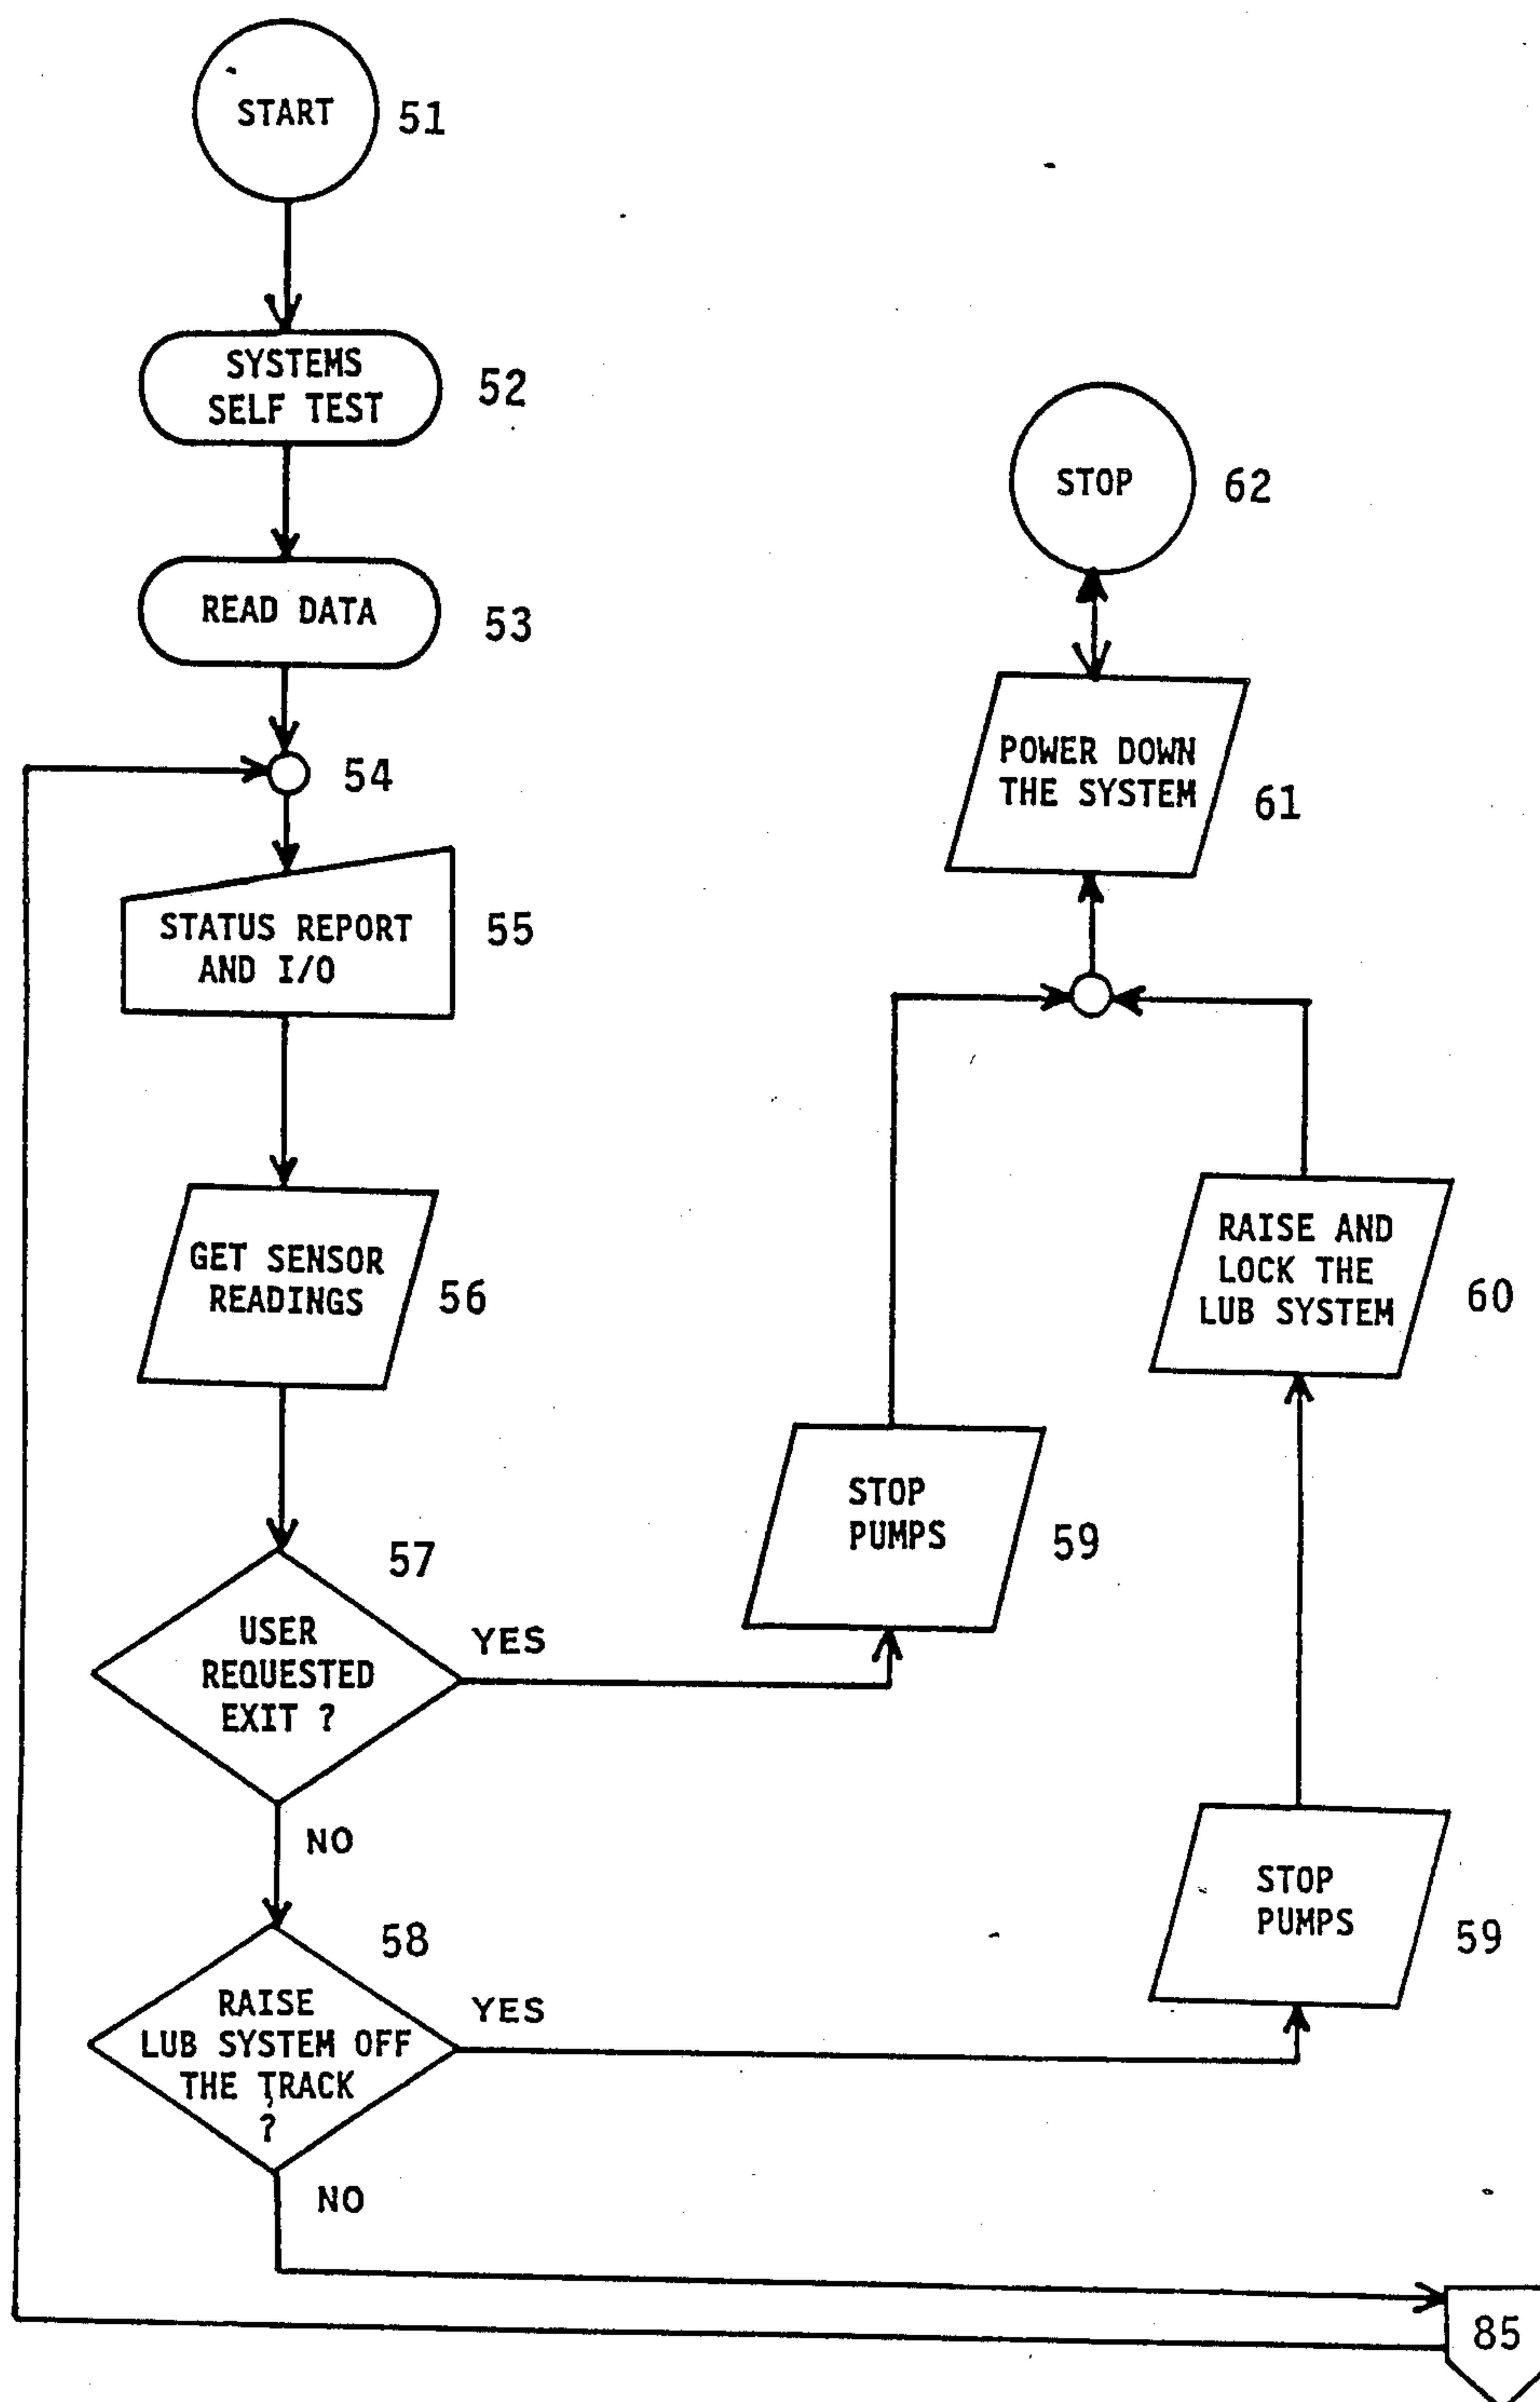 START
51
SYSTEMS
SELF TEST
52
READ DATA
53
54
STATUS REPORT
AND I/O
55
GET SENSOR
READINGS
56
57
USER
REQUESTED
EXIT ?
YES
NO
58
RAISE
LUB SYSTEM OFF
THE TRACK
?
YES
NO
STOP
62
POWER DOWN
THE SYSTEM
61
RAISE AND
LOCK THE
LUB SYSTEM
60
STOP
PUMPS
59
STOP
PUMPS
59
85